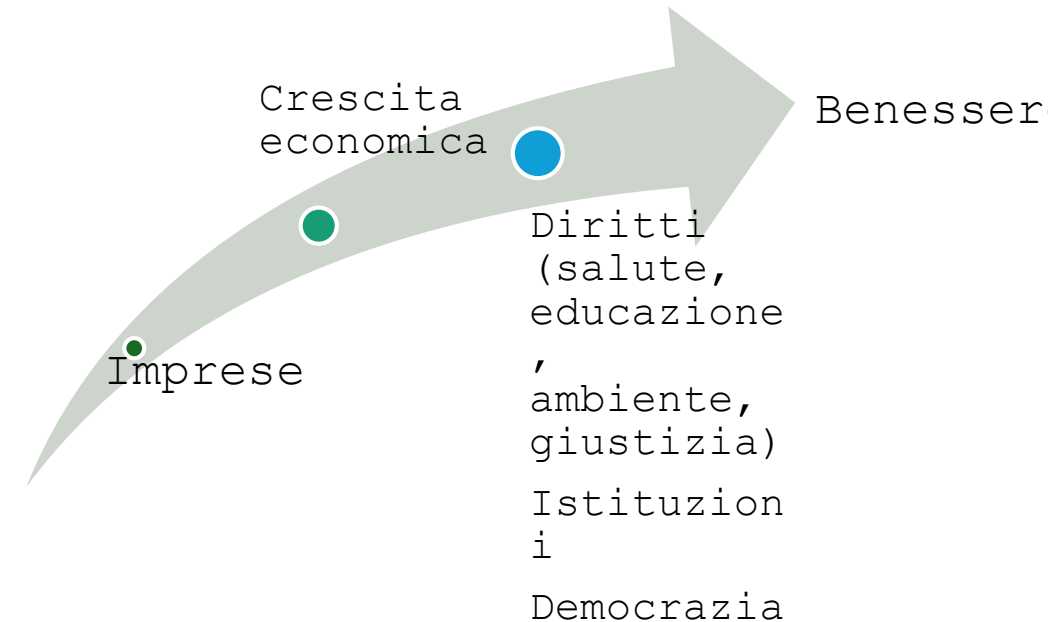 Crescita
economica
Benessere
Imprese
Diritti
(salute,
educazione
,
ambiente,
giustizia)
Istituzion
i
Democrazia